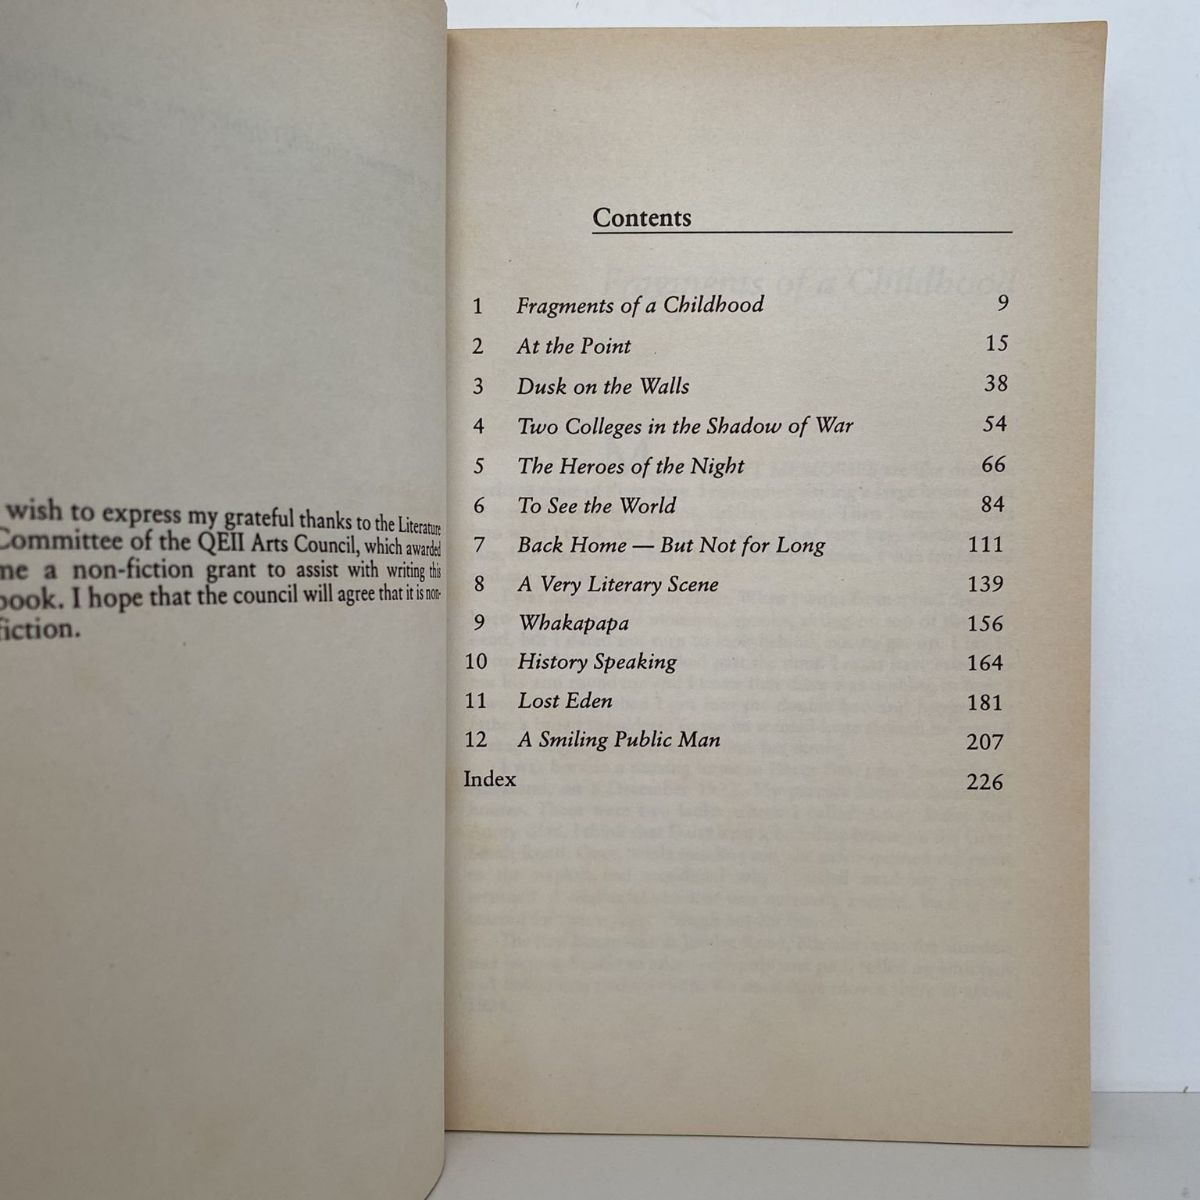 wish to express my grateful thanks to the Literature
Committee of the QEII Arts Council, which awarded
me a non-fiction grant to assist with writing this
book. I hope that the council will agree that it is non-
fiction.
Contents
1 Fragments of a Childhood 9
2 At the Point 15
3 Dusk on the Walls 38
4 Two Colleges in the Shadow of War 54
5 The Heroes of the Night 66
6 To See the World 84
7 Back Home — But Not for Long 111
8 A Very Literary Scene 139
9 Whakapapa 156
10 History Speaking 164
11 Lost Eden 181
12 A Smiling Public Man 207
Index 226